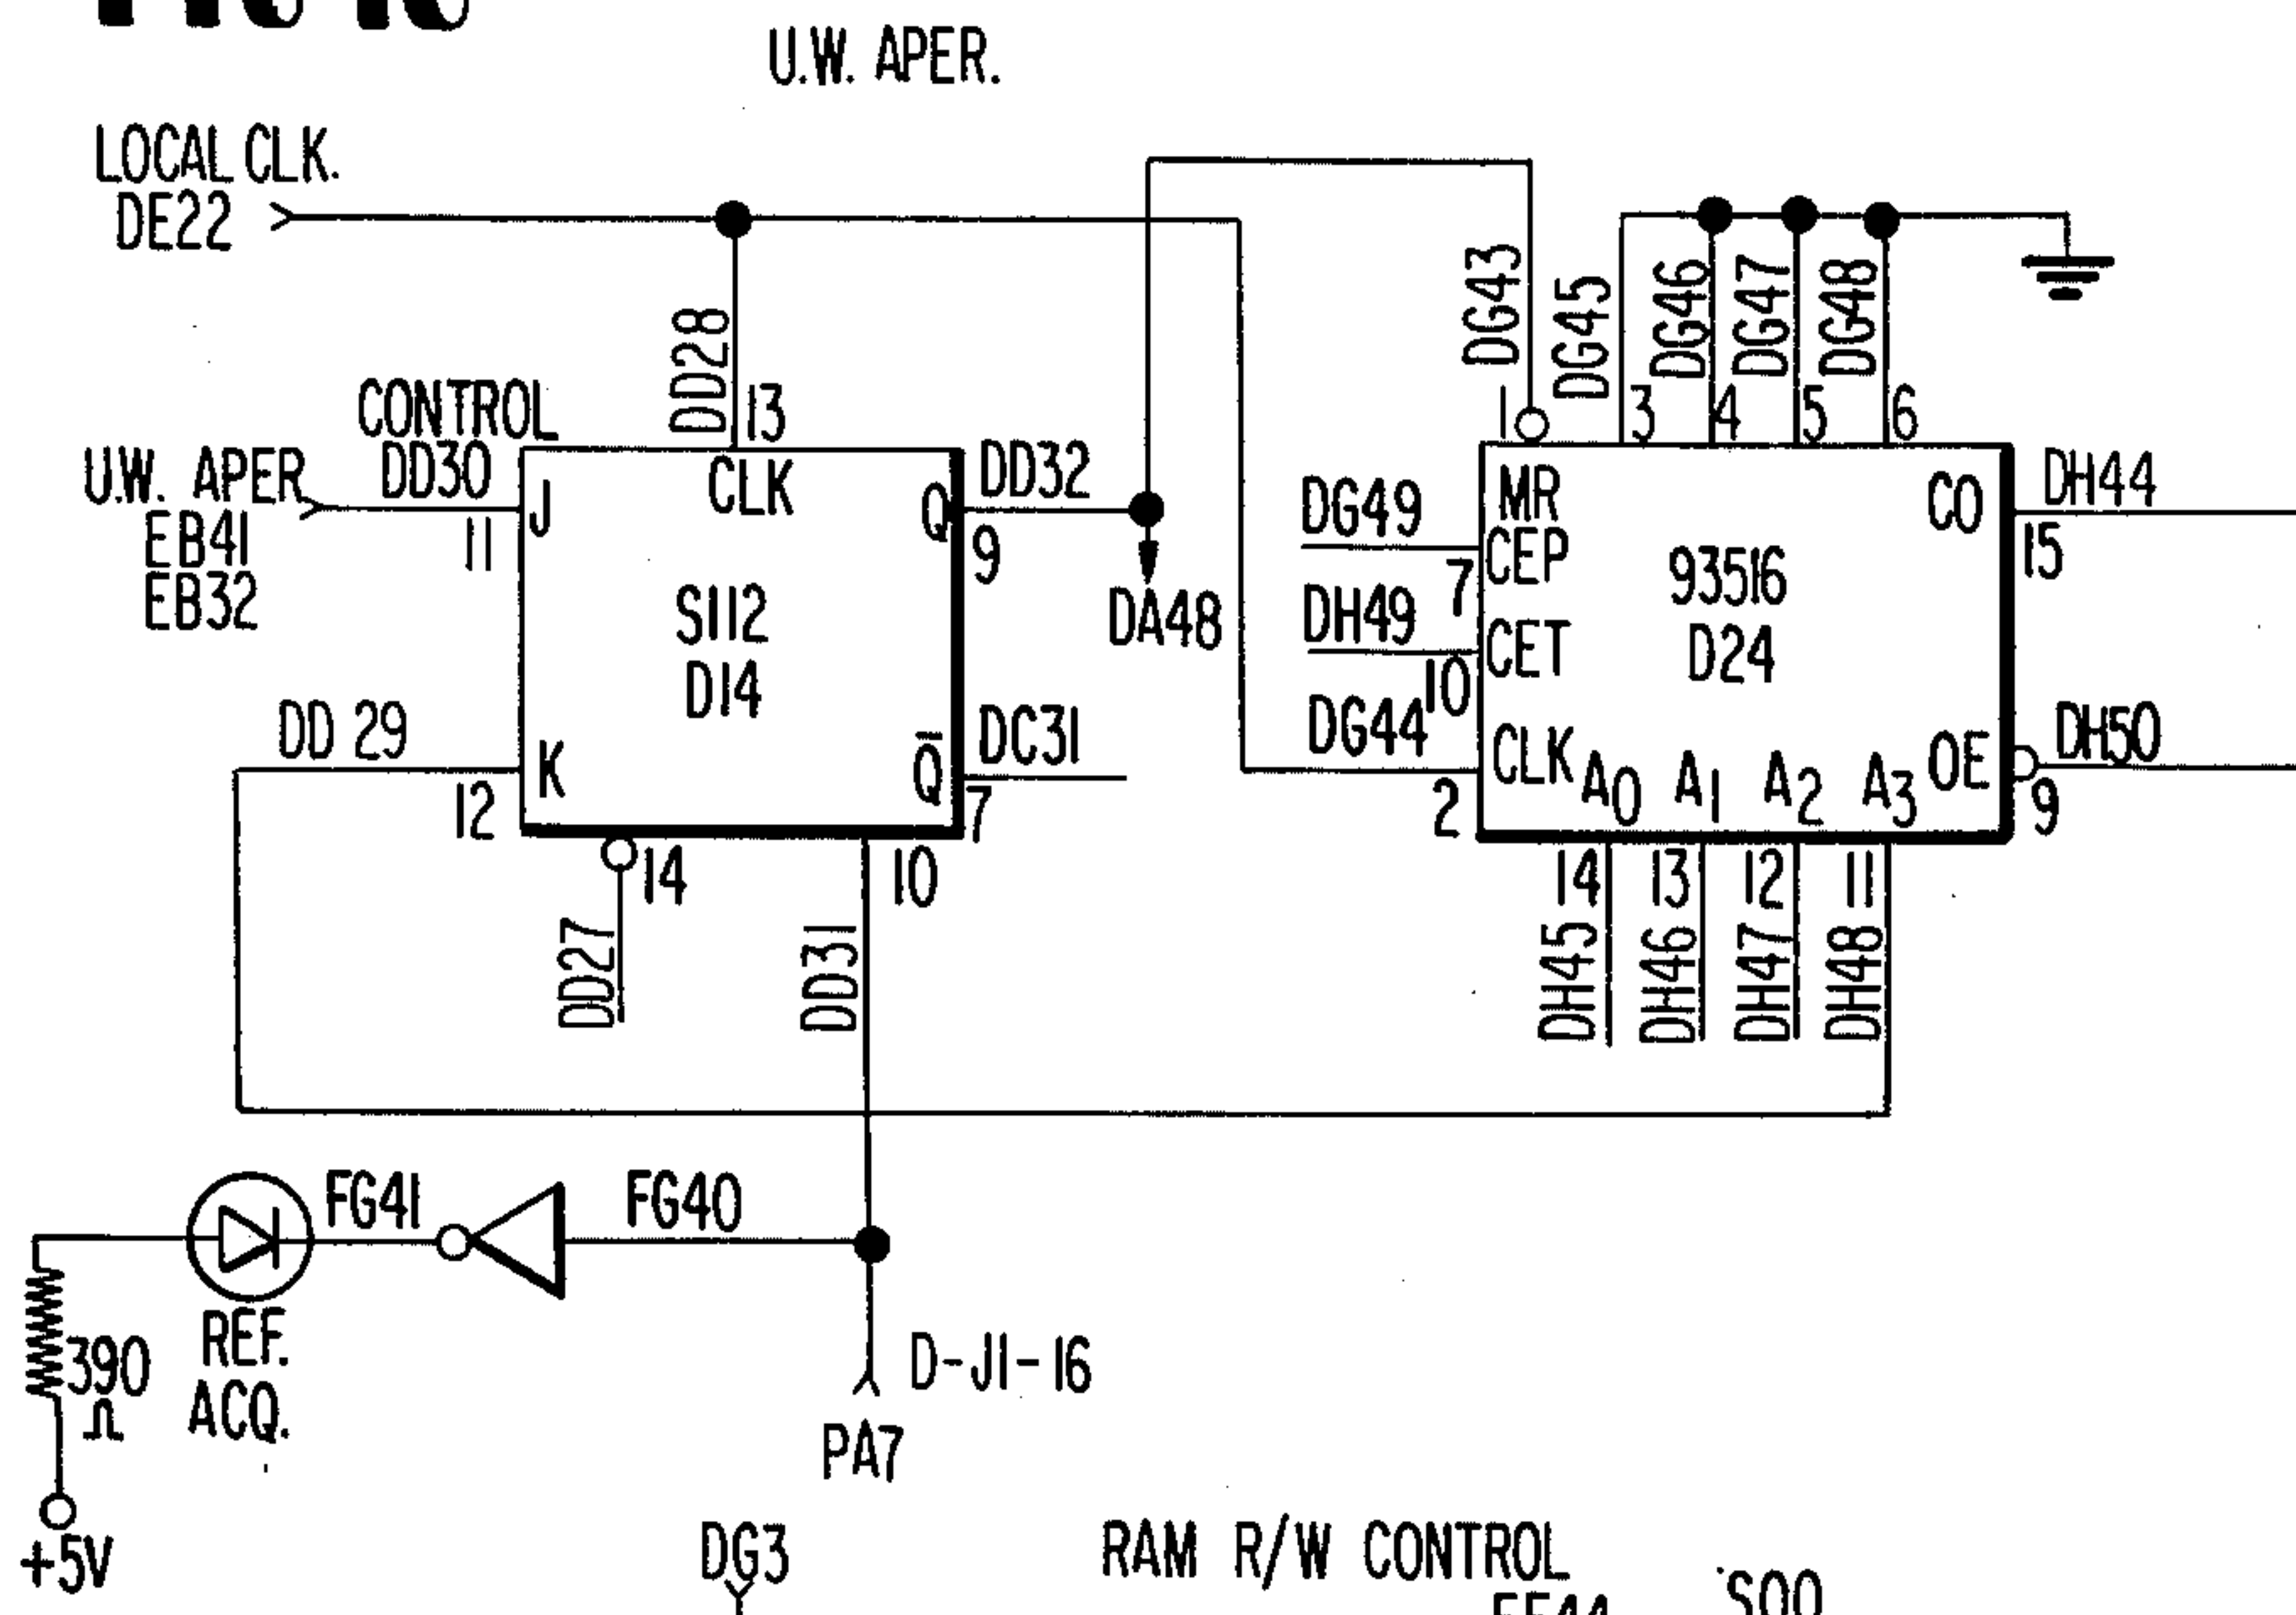 U.W. APER.
LOCAL CLK.
DE22
DD28
13
CONTROL
DD30
U.W. APER
EB41
EB32
11
J
CLK
Q
DD32
9
DA48
S112
D14
DD 29
12
K
Q̅
DC31
7
14
10
DD27
DD31
DG43
DG45
DG46
DG47
DG48
1
3
4
5
6
MR
CEP
CET
CLK
93516
D24
CO
DH44
15
DG49
7
DH49
10
DG44
2
A0
A1
A2
A3
OE
DH50
9
14
13
12
11
DH45
DH46
DH47
DH48
FG41
FG40
REF.
ACQ.
390
Ω
+5V
D-J1-16
PA7
DG3
RAM R/W CONTROL
S00